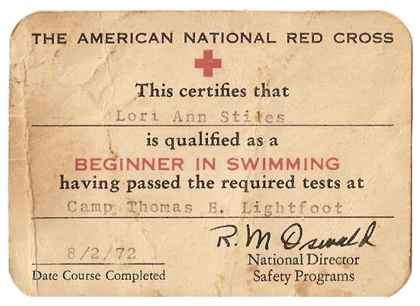 THE AMERICAN NATIONAL RED CROSS
This certifies that
Lori Ann Stiles
is qualified as a
BEGINNER IN SWIMMING
having passed the required tests at
Camp Thomas E. Lightfoot
8/2/72
R. M Oswald
Date Course Completed
National Director
Safety Programs